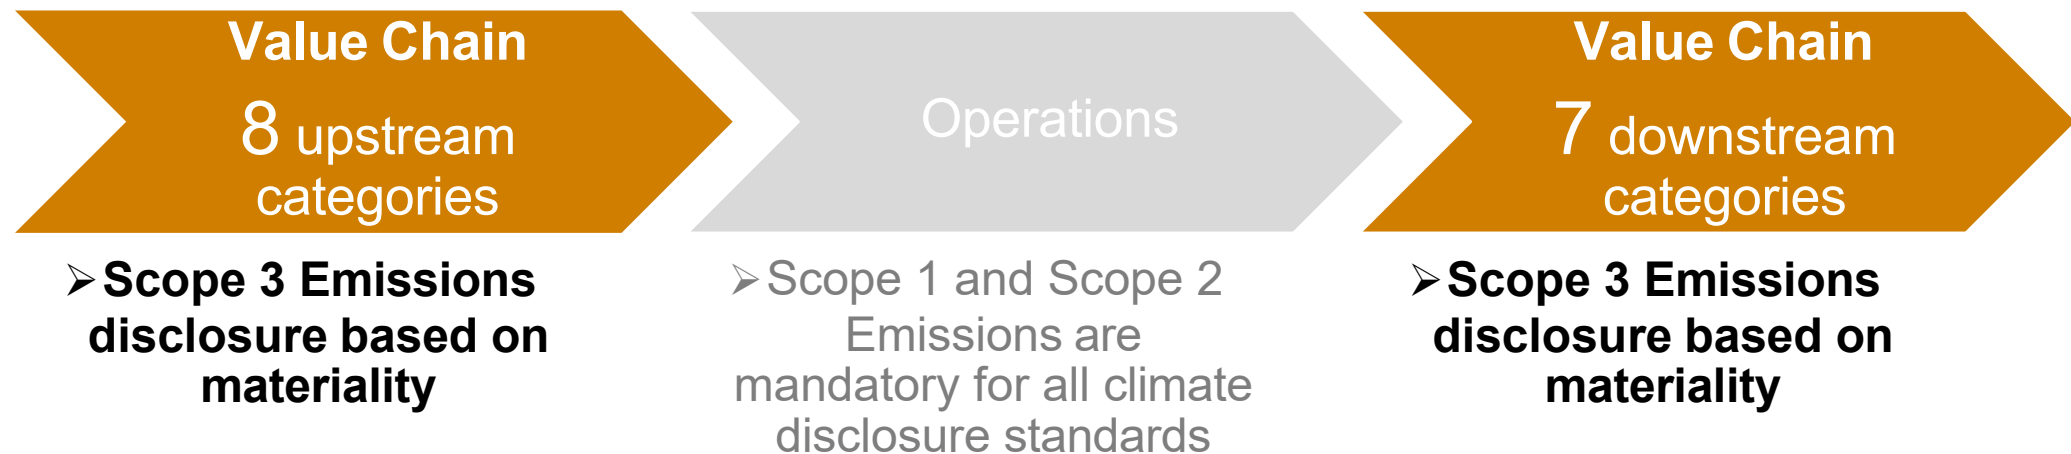 Value Chain
8 upstream
categories
➢Scope 3 Emissions
disclosure based on
materiality
Operations
➢Scope 1 and Scope 2
Emissions are
mandatory for all climate
disclosure standards
Value Chain
7 downstream
categories
➢Scope 3 Emissions
disclosure based on
materiality